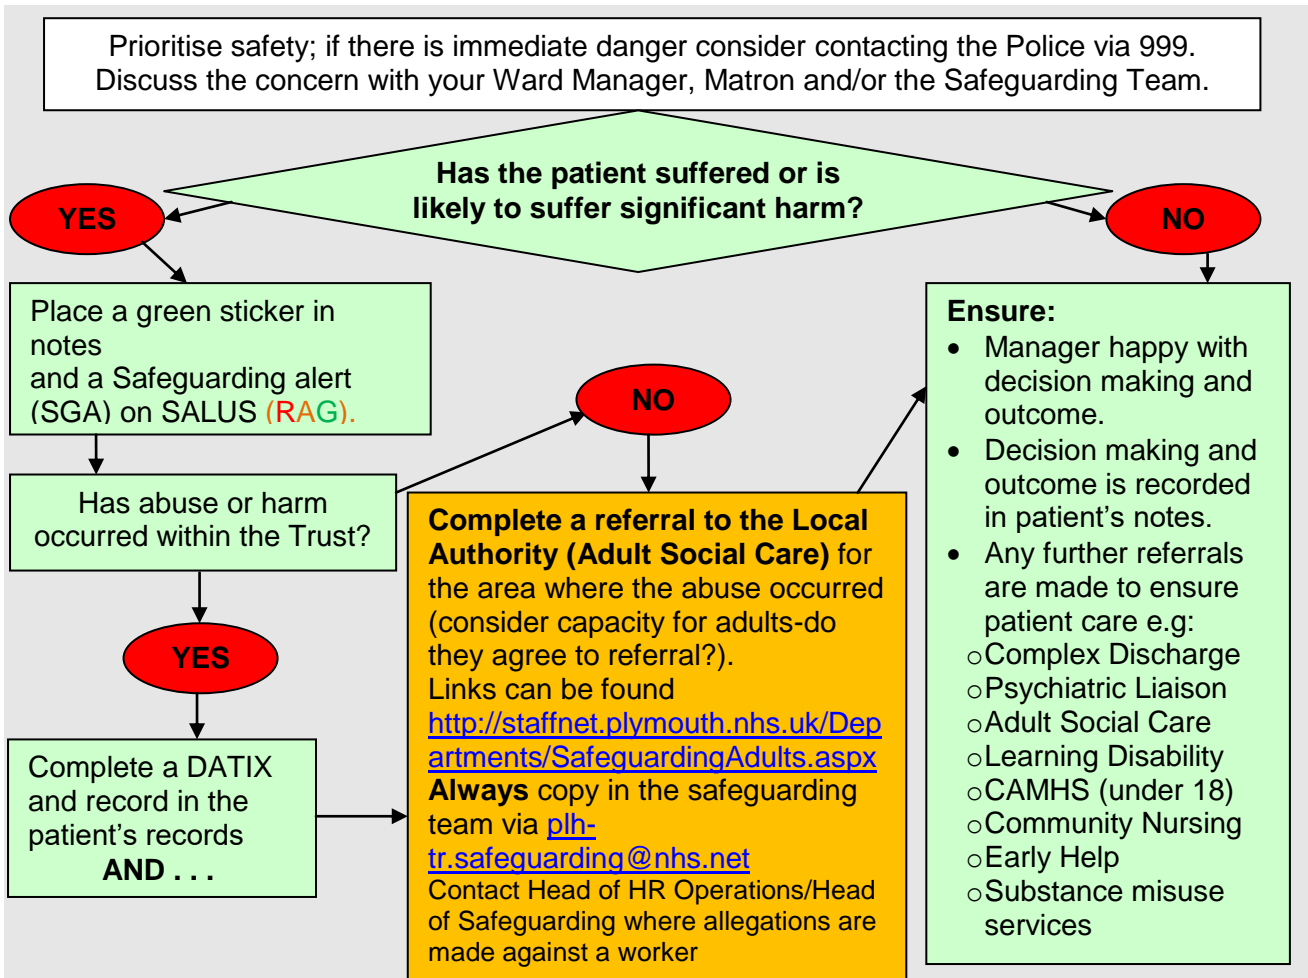 Prioritise safety; if there is immediate danger consider contacting the Police via 999.
Discuss the concern with your Ward Manager, Matron and/or the Safeguarding Team.
Has the patient suffered or is
likely to suffer significant harm?
YES
NO
Place a green sticker in
notes
and a Safeguarding alert
(SGA) on SALUS (RAG).
Has abuse or harm
occurred within the Trust?
NO
YES
Complete a DATIX
and record in the
patient's records
AND . . .
Complete a referral to the Local
Authority (Adult Social Care) for
the area where the abuse occurred
(consider capacity for adults-do
they agree to referral?).
Links can be found
http://staffnet.plymouth.nhs.uk/Dep
artments/SafeguardingAdults.aspx
Always copy in the safeguarding
team via plh-
tr.safeguarding@nhs.net
Contact Head of HR Operations/Head
of Safeguarding where allegations are
made against a worker
Ensure:
• Manager happy with
decision making and
outcome.
• Decision making and
outcome is recorded
in patient's notes.
• Any further referrals
are made to ensure
patient care e.g:
oComplex Discharge
oPsychiatric Liaison
oAdult Social Care
oLearning Disability
oCAMHS (under 18)
oCommunity Nursing
oEarly Help
oSubstance misuse
services